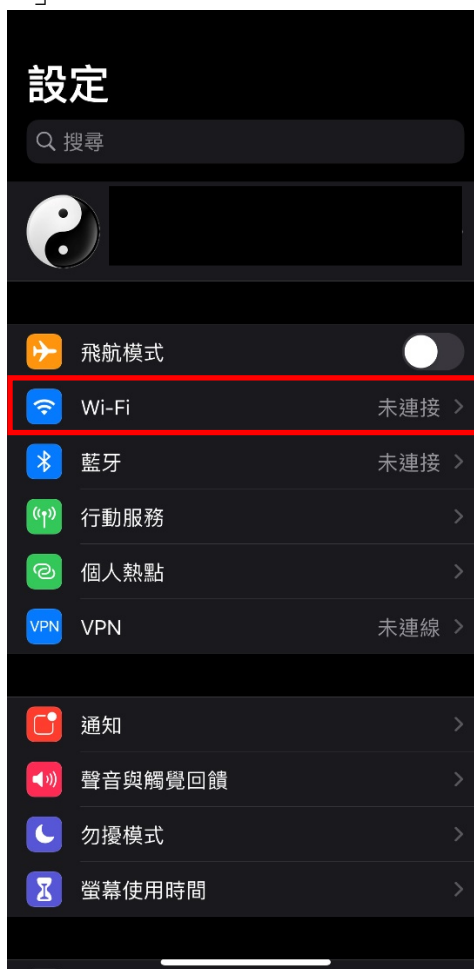 」
設定
搜尋
飛航模式
Wi-Fi 未連接
藍牙 未連接
行動服務
個人熱點
VPN VPN 未連線
通知
聲音與觸覺回饋
勿擾模式
螢幕使用時間